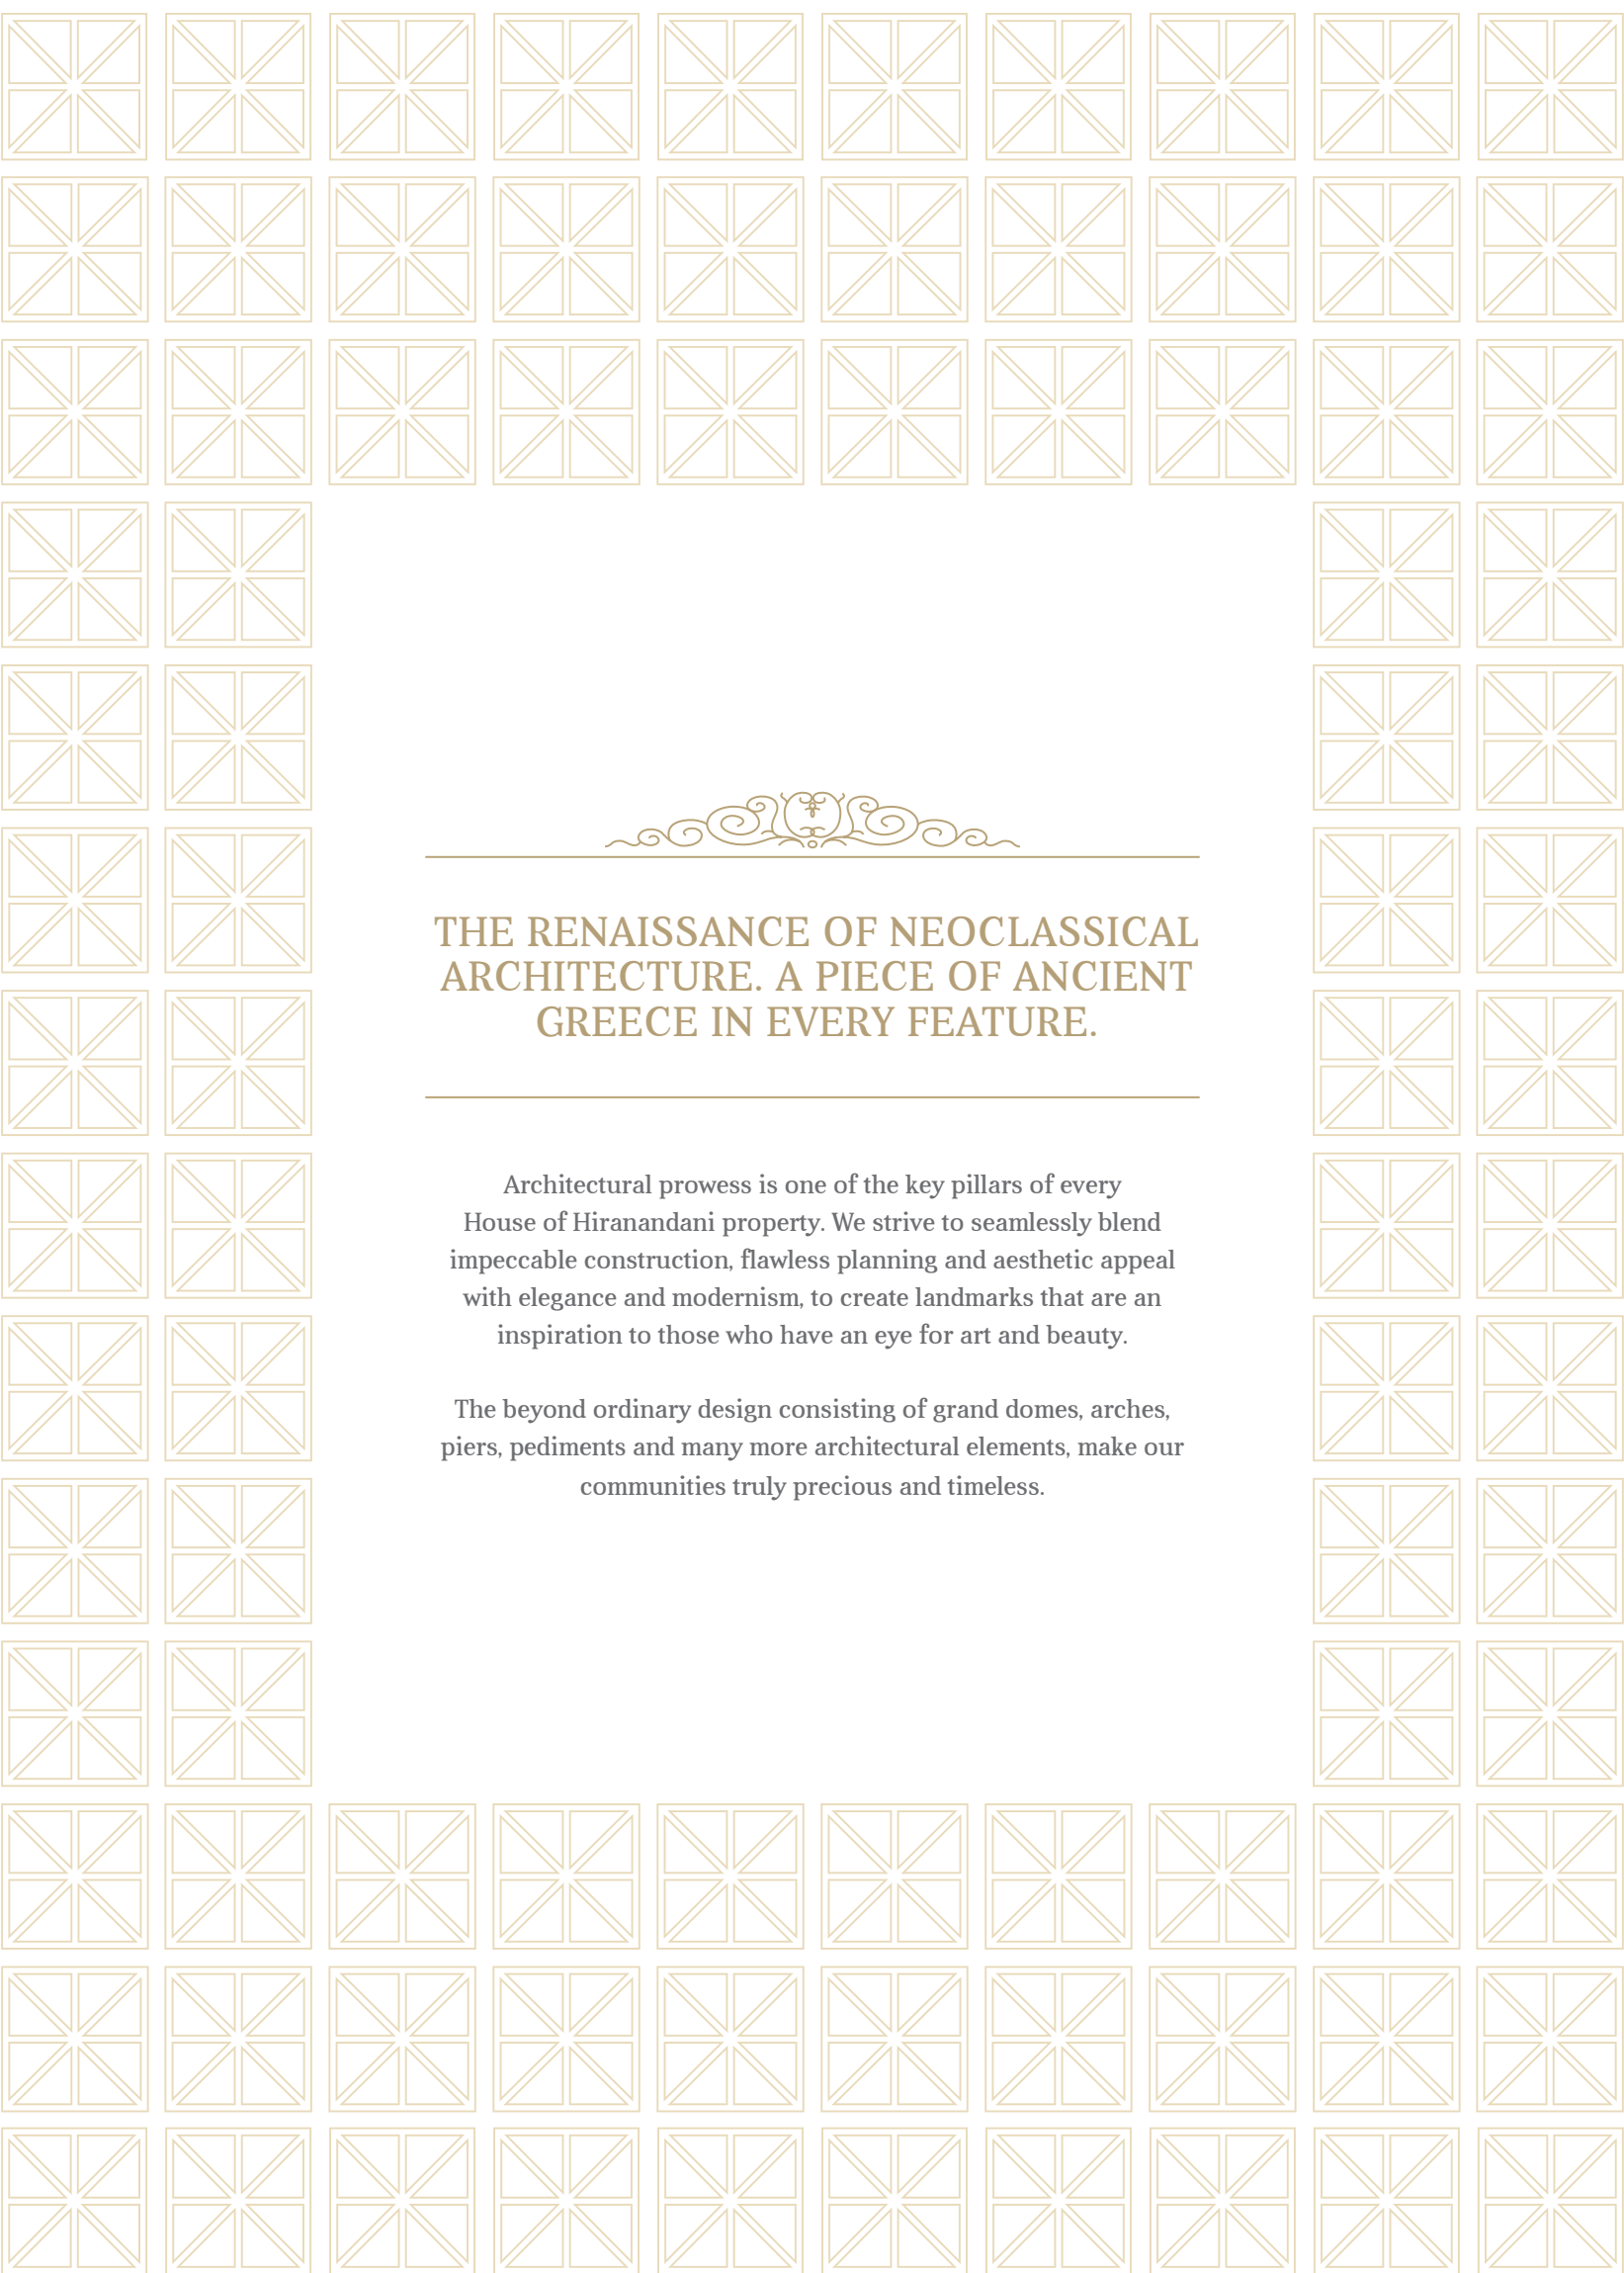 THE RENAISSANCE OF NEOCLASSICAL
ARCHITECTURE. A PIECE OF ANCIENT
GREECE IN EVERY FEATURE.
Architectural prowess is one of the key pillars of every
House of Hiranandani property. We strive to seamlessly blend
impeccable construction, flawless planning and aesthetic appeal
with elegance and modernism, to create landmarks that are an
inspiration to those who have an eye for art and beauty.
The beyond ordinary design consisting of grand domes, arches,
piers, pediments and many more architectural elements, make our
communities truly precious and timeless.